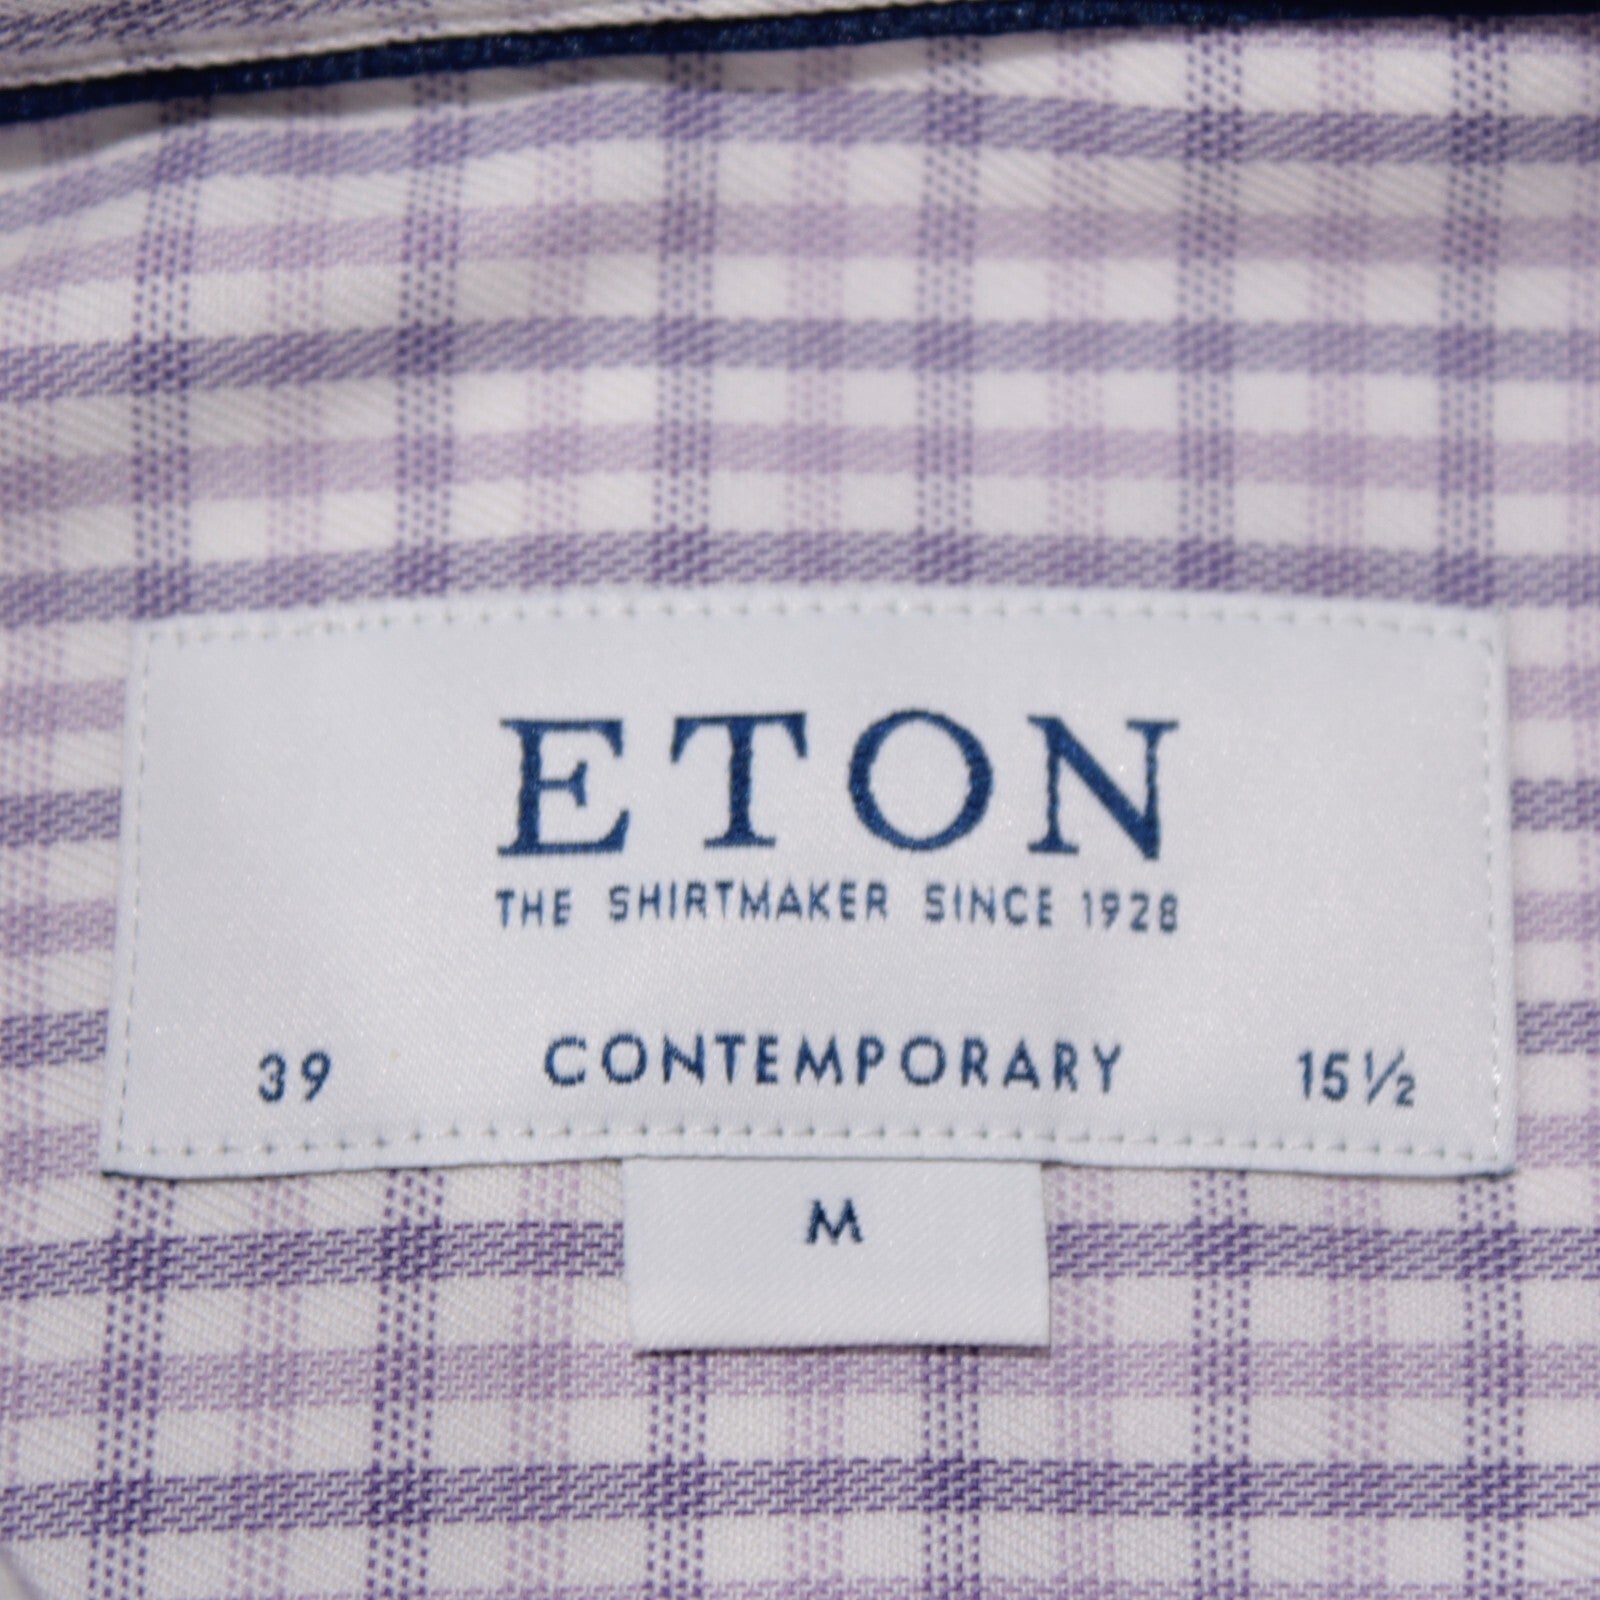 ETON
THE SHIRTMAKER SINCE 1928
39 CONTEMPORARY 15½
M